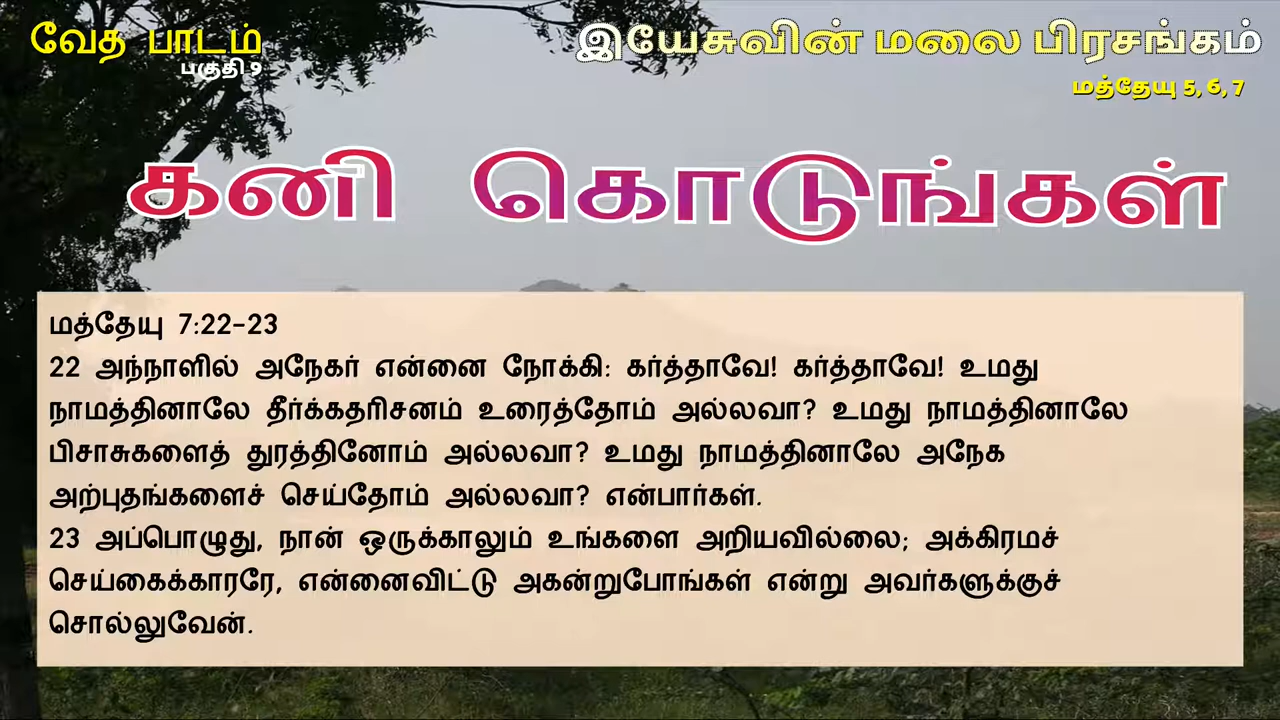 வேத பாடம்
பகுதி 9
இயேசுவின் மலை பிரசங்கம்
மத்தேயு 5, 6, 7
கனி கொடுங்கள்
மத்தேயு 7:22-23
22 அந்நாளில் அநேகர் என்னை நோக்கி: கர்த்தாவே! கர்த்தாவே! உமது
நாமத்தினாலே தீர்க்கதரிசனம் உரைத்தோம் அல்லவா? உமது நாமத்தினாலே
பிசாசுகளைத் துரத்தினோம் அல்லவா? உமது நாமத்தினாலே அநேக
அற்புதங்களைச் செய்தோம் அல்லவா? என்பார்கள்.
23 அப்பொழுது, நான் ஒருக்காலும் உங்களை அறியவில்லை; அக்கிரமச்
செய்கைக்காரரே, என்னைவிட்டு அகன்றுபோங்கள் என்று அவர்களுக்குச்
சொல்லுவேன்.